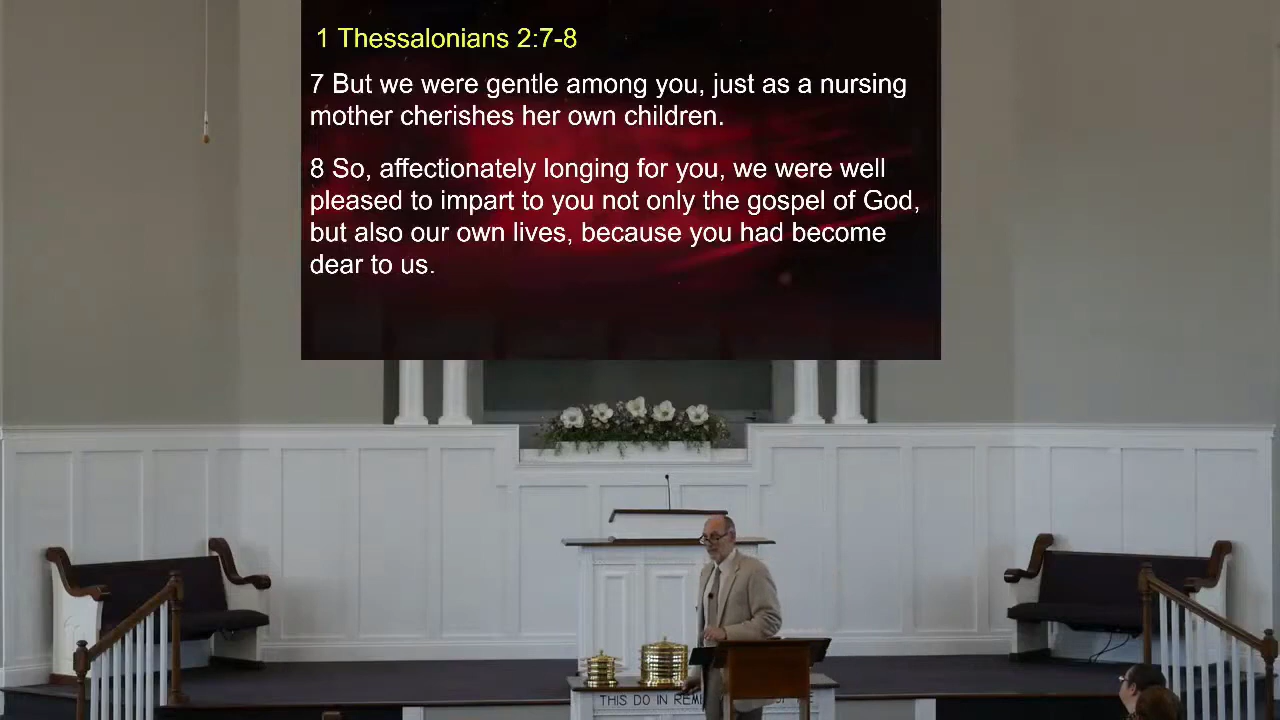 1 Thessalonians 2:7-8
7 But we were gentle among you, just as a nursing
mother cherishes her own children.
8 So, affectionately longing for you, we were well
pleased to impart to you not only the gospel of God,
but also our own lives, because you had become
dear to us.
THIS DO IN